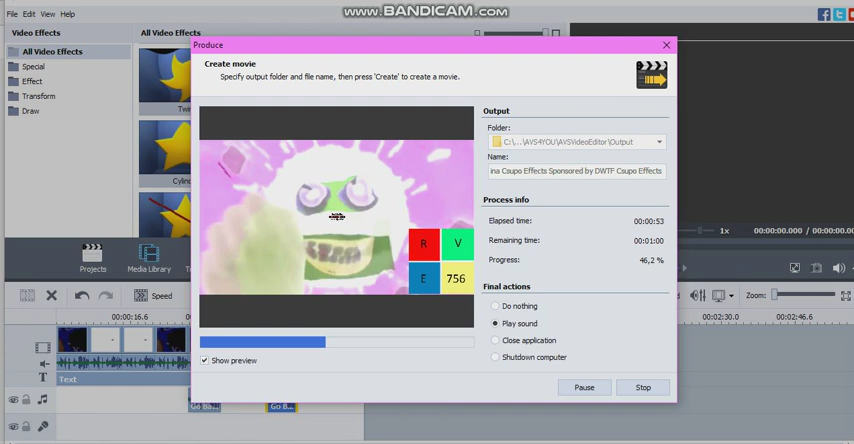 www.BANDICAM.com
File Edit View Help
Video Effects
All Video Effects
All Video Effects
Special
Effect
Transform
Draw
Produce
Create movie
Specify output folder and file name, then press 'Create' to create a movie.
Output
Folder:
C:\...\AVS4YOU\AVSVideoEditor\Output
Name:
ina Csupo Effects Sponsored by DWTF Csupo Effects
Process info
Elapsed time: 00:00:53
Remaining time: 00:01:00
Progress: 46,2 %
Final actions
Do nothing
Play sound
Close application
Shutdown computer
R V
E 756
Show preview
Pause Stop
1x 00:00:00.000 / 00:00:00.000
Projects
Media Library
Speed
Zoom:
00:00:16.6
00:02:30.0 00:02:46.6
T Text
Go Ba... Go B...